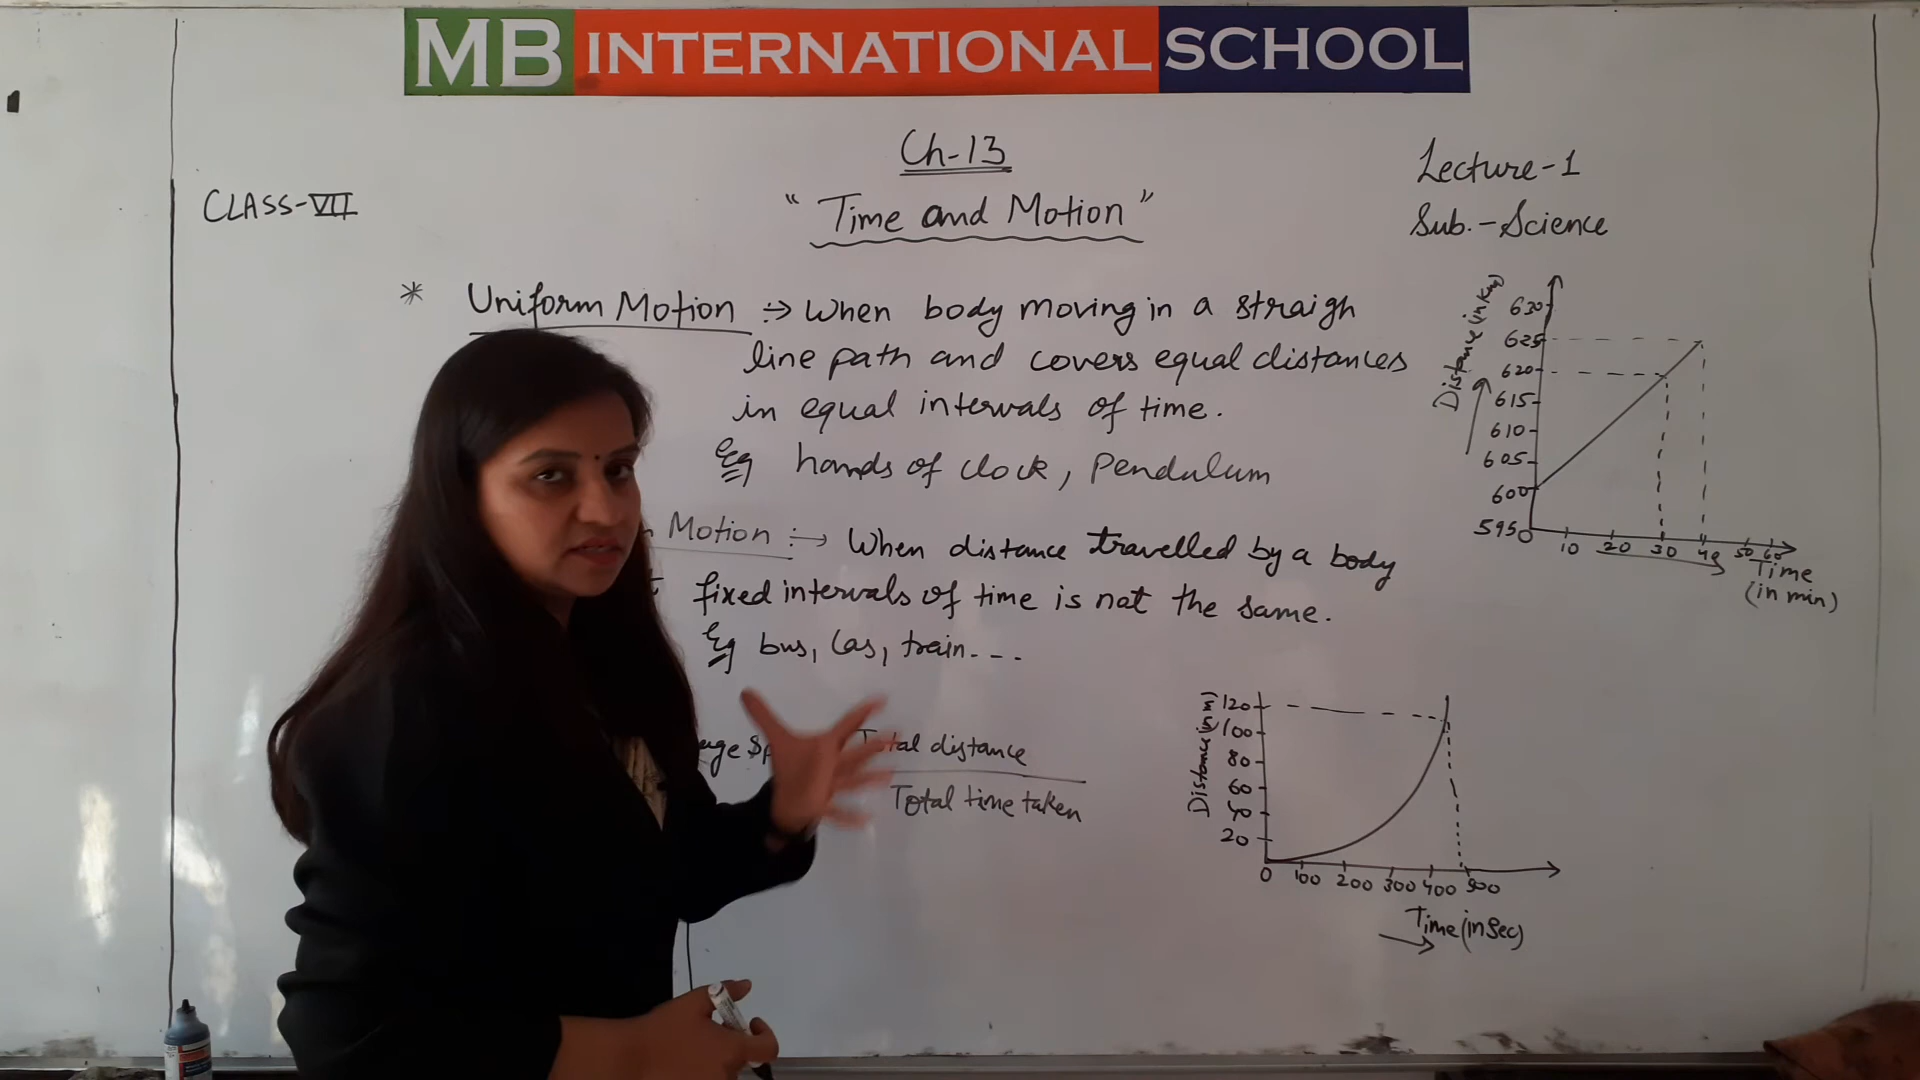 MB INTERNATIONAL SCHOOL
Ch-13
Lecture-1
CLASS-VII
"Time and Motion"
Sub.-Science
* Uniform Motion :→ When body moving in a straigh
line path and covers equal distances
in equal intervals of time.
Eg hands of clock, Pendulum
Motion :→ When distance travelled by a body
fixed intervals of time is not the same.
Eg bus, Car, train....
Total distance
Total time taken
Distance (in Km)
630
625
620
615
610
605
600
595
0 10 20 30 40 50 60
Time
(in min)
Distance (in m)
120
100
80
60
40
20
0 100 200 300 400 500
Time (in Sec)